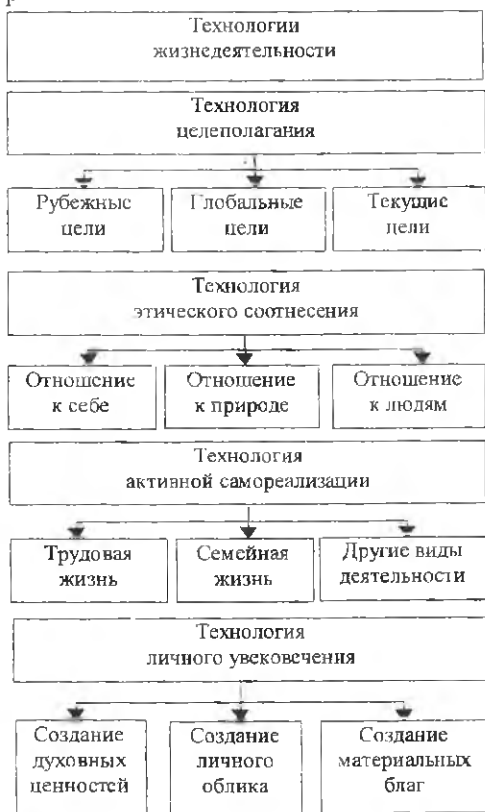 Технологии
жизнедеятельности
Технология
целеполагания
Рубежные
цели
Глобальные
цели
Текущие
цели
Технология
этического соотнесения
Отношение
к себе
Отношение
к природе
Отношение
к людям
Технология
активной самореализации
Трудовая
жизнь
Семейная
жизнь
Другие виды
деятельности
Технология
личного увековечения
Создание
духовных
ценностей
Создание
личного
облика
Создание
материальных
благ